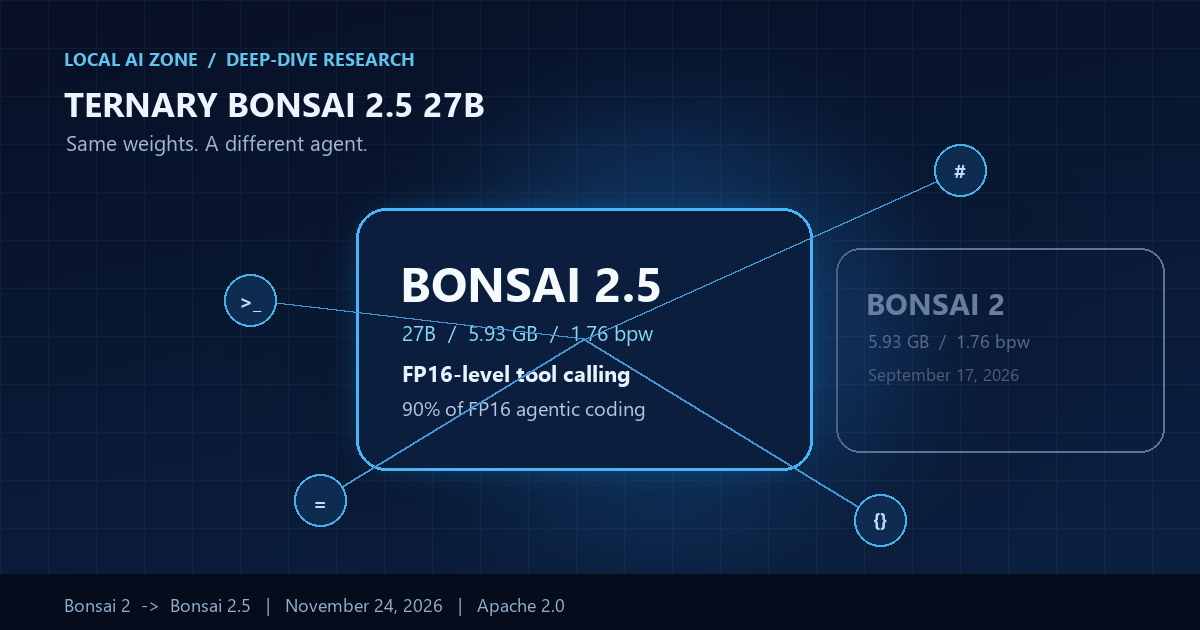 LOCAL AI ZONE / DEEP-DIVE RESEARCH
TERNARY BONSAI 2.5 27B
Same weights. A different agent.
#
>_
BONSAI 2.5
27B / 5.93 GB / 1.76 bpw
FP16-level tool calling
90% of FP16 agentic coding
BONSAI 2
5.93 GB / 1.76 bpw
September 17, 2026
=
{}
Bonsai 2 -> Bonsai 2.5 | November 24, 2026 | Apache 2.0